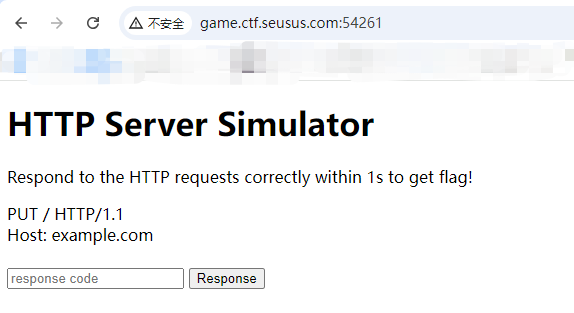 不安全 game.ctf.seusus.com:54261
HTTP Server Simulator
Respond to the HTTP requests correctly within 1s to get flag!
PUT / HTTP/1.1
Host: example.com
response code Response